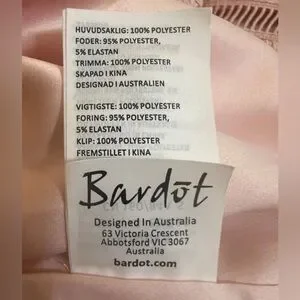 HUVUDSAKLIG: 100% POLYESTER
FODER: 95% POLYESTER,
5% ELASTAN
TRIMMA: 100% POLYESTER
SKAPAD I KINA
DESIGNAD I AUSTRALIEN
VIGTIGSTE: 100% POLYESTER
FORING: 95% POLYESTER,
5% ELASTAN
KLIP: 100% POLYESTER
FREMSTILLET I KINA
Bardōt
Designed In Australia
63 Victoria Crescent
Abbotsford VIC 3067
Australia
bardot.com